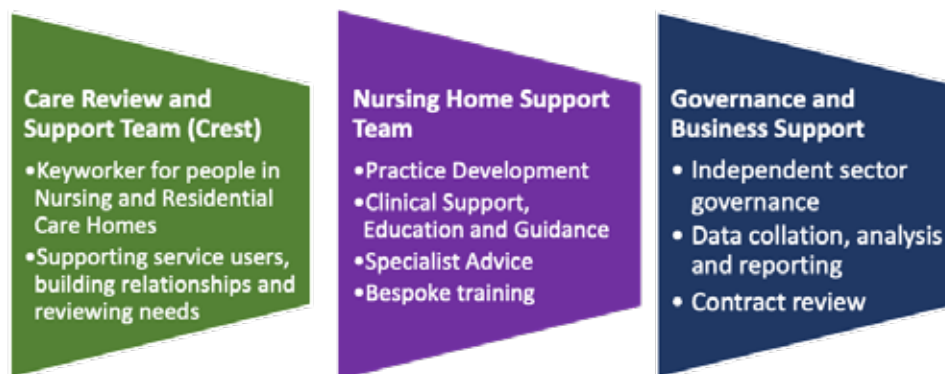 Care Review and
Support Team (Crest)
•Keyworker for people in
Nursing and Residential
Care Homes
•Supporting service users,
building relationships and
reviewing needs
Nursing Home Support
Team
•Practice Development
•Clinical Support,
Education and Guidance
•Specialist Advice
•Bespoke training
Governance and
Business Support
• Independent sector
governance
• Data collation, analysis
and reporting
• Contract review